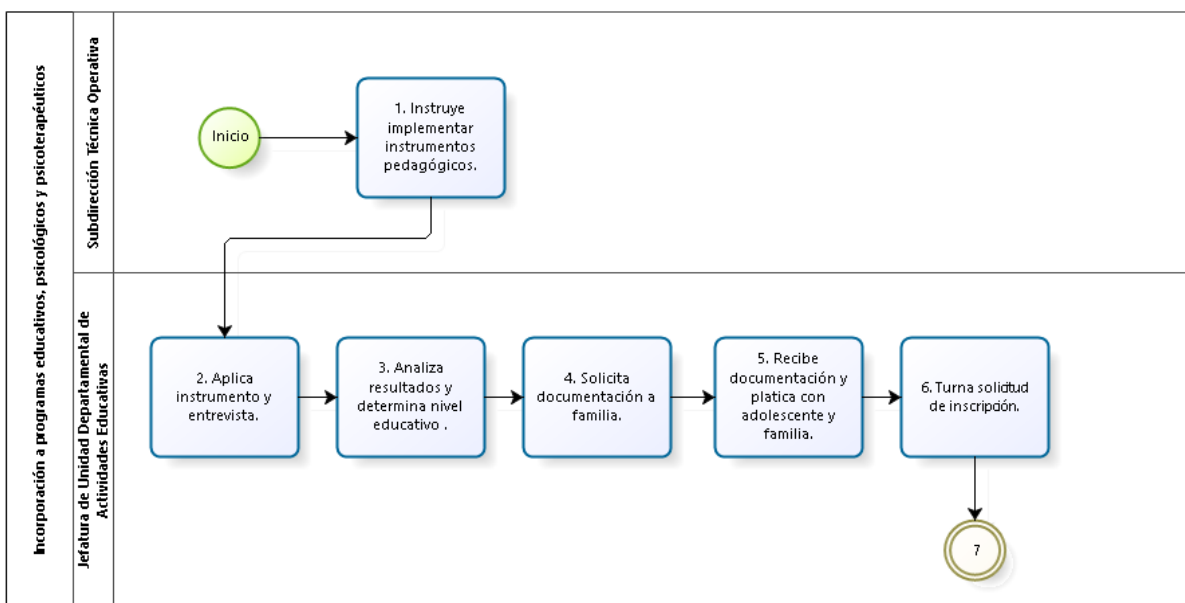 Incorporación a programas educativos, psicológicos y psicoterapéuticos
Subdirección Técnica Operativa
Inicio
1. Instruye
implementar
instrumentos
pedagógicos.
Jefatura de Unidad Departamental de
Actividades Educativas
2. Aplica
instrumento y
entrevista.
3. Analiza
resultados y
determina nivel
educativo .
4. Solicita
documentación a
familia.
5. Recibe
documentación y
platica con
adolescente y
familia.
6. Turna solicitud
de inscripción.
7